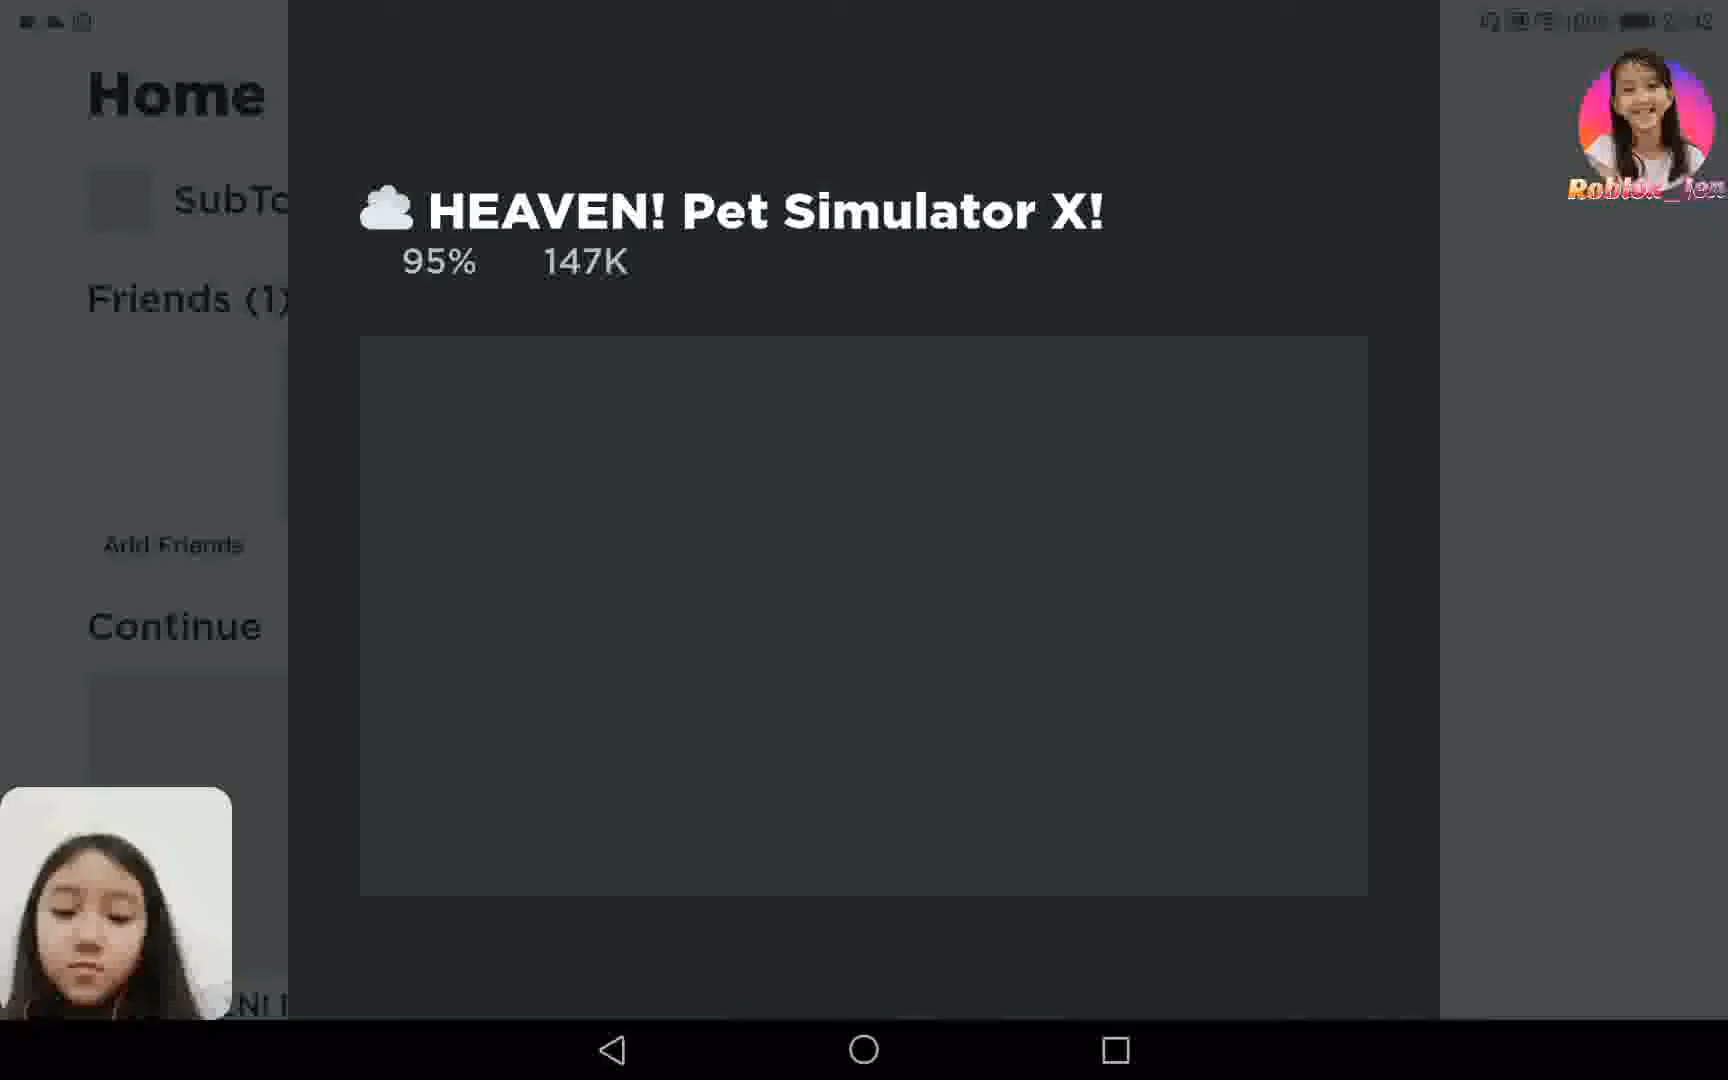 Home
SubTo
☁ HEAVEN! Pet Simulator X!
95% 147K
Friends (1)
Add Friends
Continue